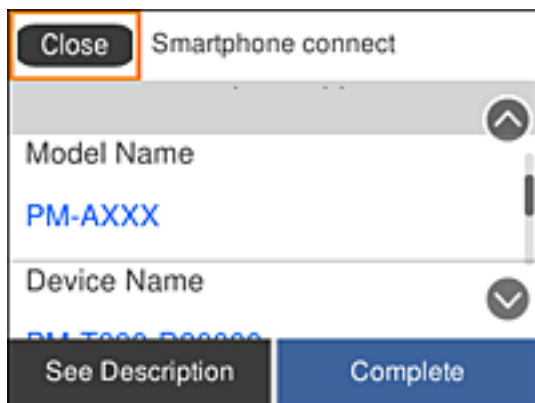 Close
Smartphone connect
Model Name
PM-AXXX
Device Name
See Description
Complete